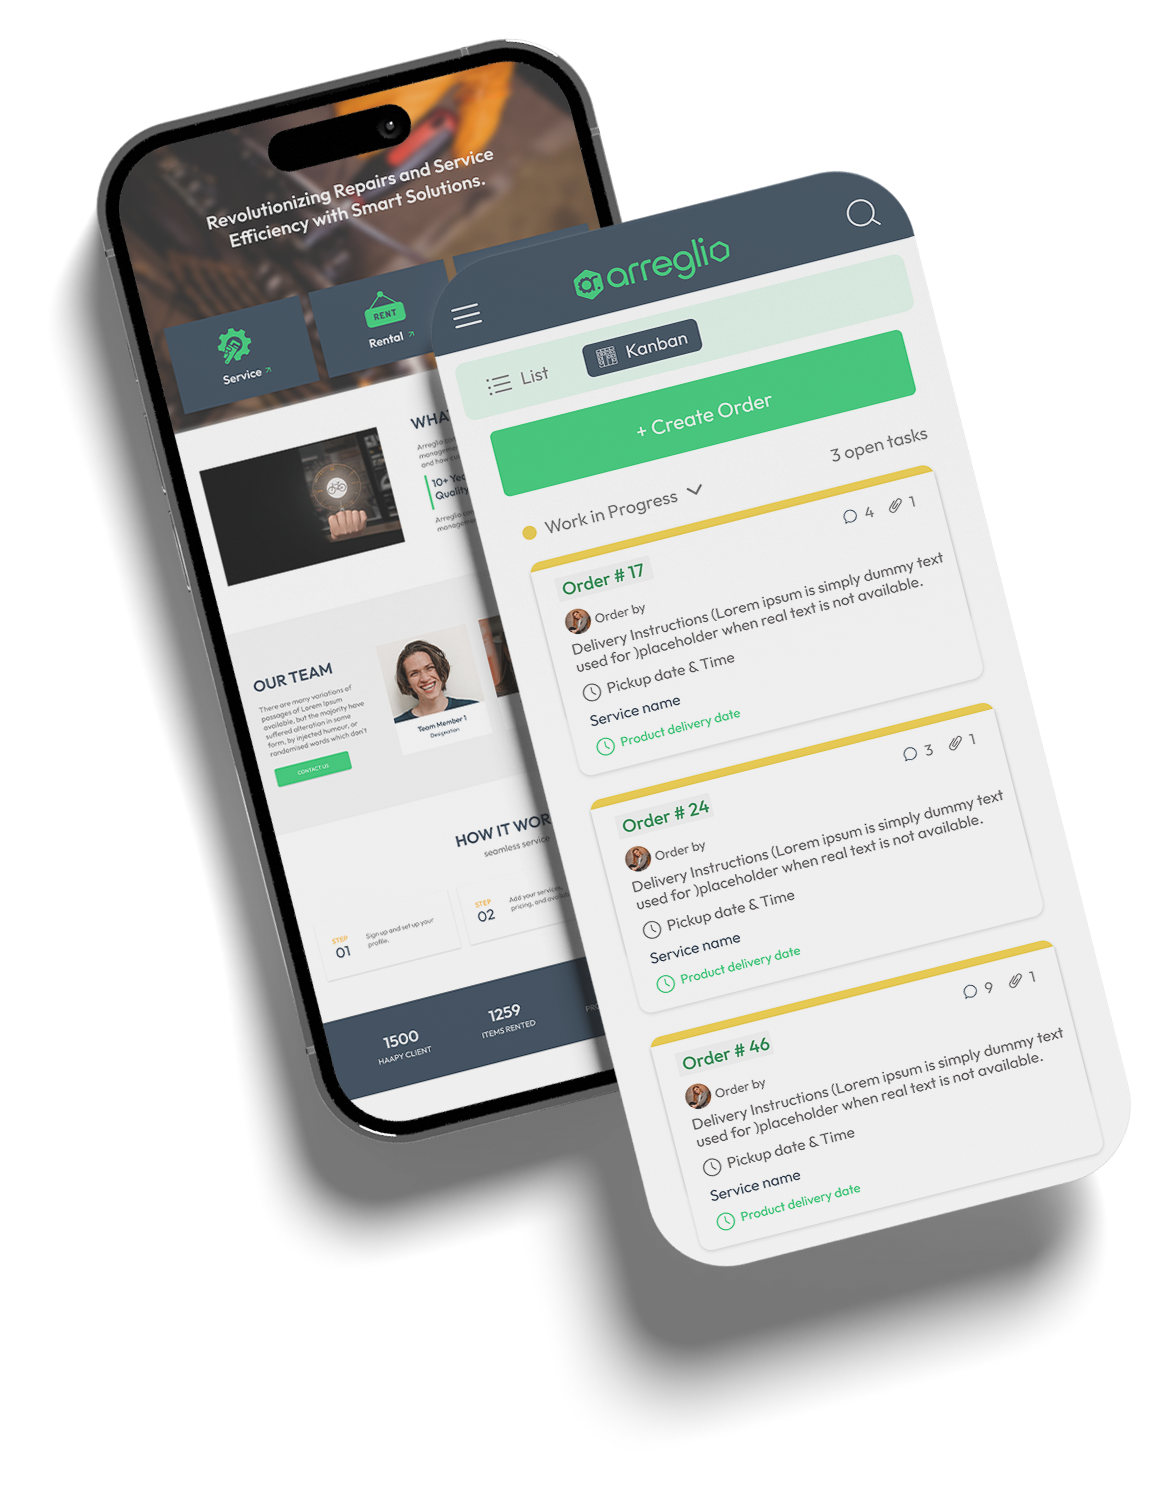 Revolutionizing Repairs and Service
Efficiency with Smart Solutions.
Service
RENT
Rental
WHA
10+ Yea
Quality
OUR TEAM
There are many variations of
passages of Lorem Ipsum
available, but the majority have
suffered alteration in some
form, by injected humour, or
randomised words which don't
CONTACT US
Team Member 1
Designation
HOW IT WOR
seamless service
STEP
01
Sign up and set up your
profile.
STEP
02
Add your services,
pricing, and
1500
HAAPY CLIENT
1259
ITEMS RENTED
ar.
arreglio
List
Kanban
+ Create Order
3 open tasks
Work in Progress
4
1
Order # 17
Order by
Delivery Instructions (Lorem ipsum is simply dummy text
used for )placeholder when real text is not available.
Pickup date & Time
Service name
Product delivery date
3
1
Order # 24
Order by
Delivery Instructions (Lorem ipsum is simply dummy text
used for )placeholder when real text is not available.
Pickup date & Time
Service name
Product delivery date
9
1
Order # 46
Order by
Delivery Instructions (Lorem ipsum is simply dummy text
used for )placeholder when real text is not available.
Pickup date & Time
Service name
Product delivery date